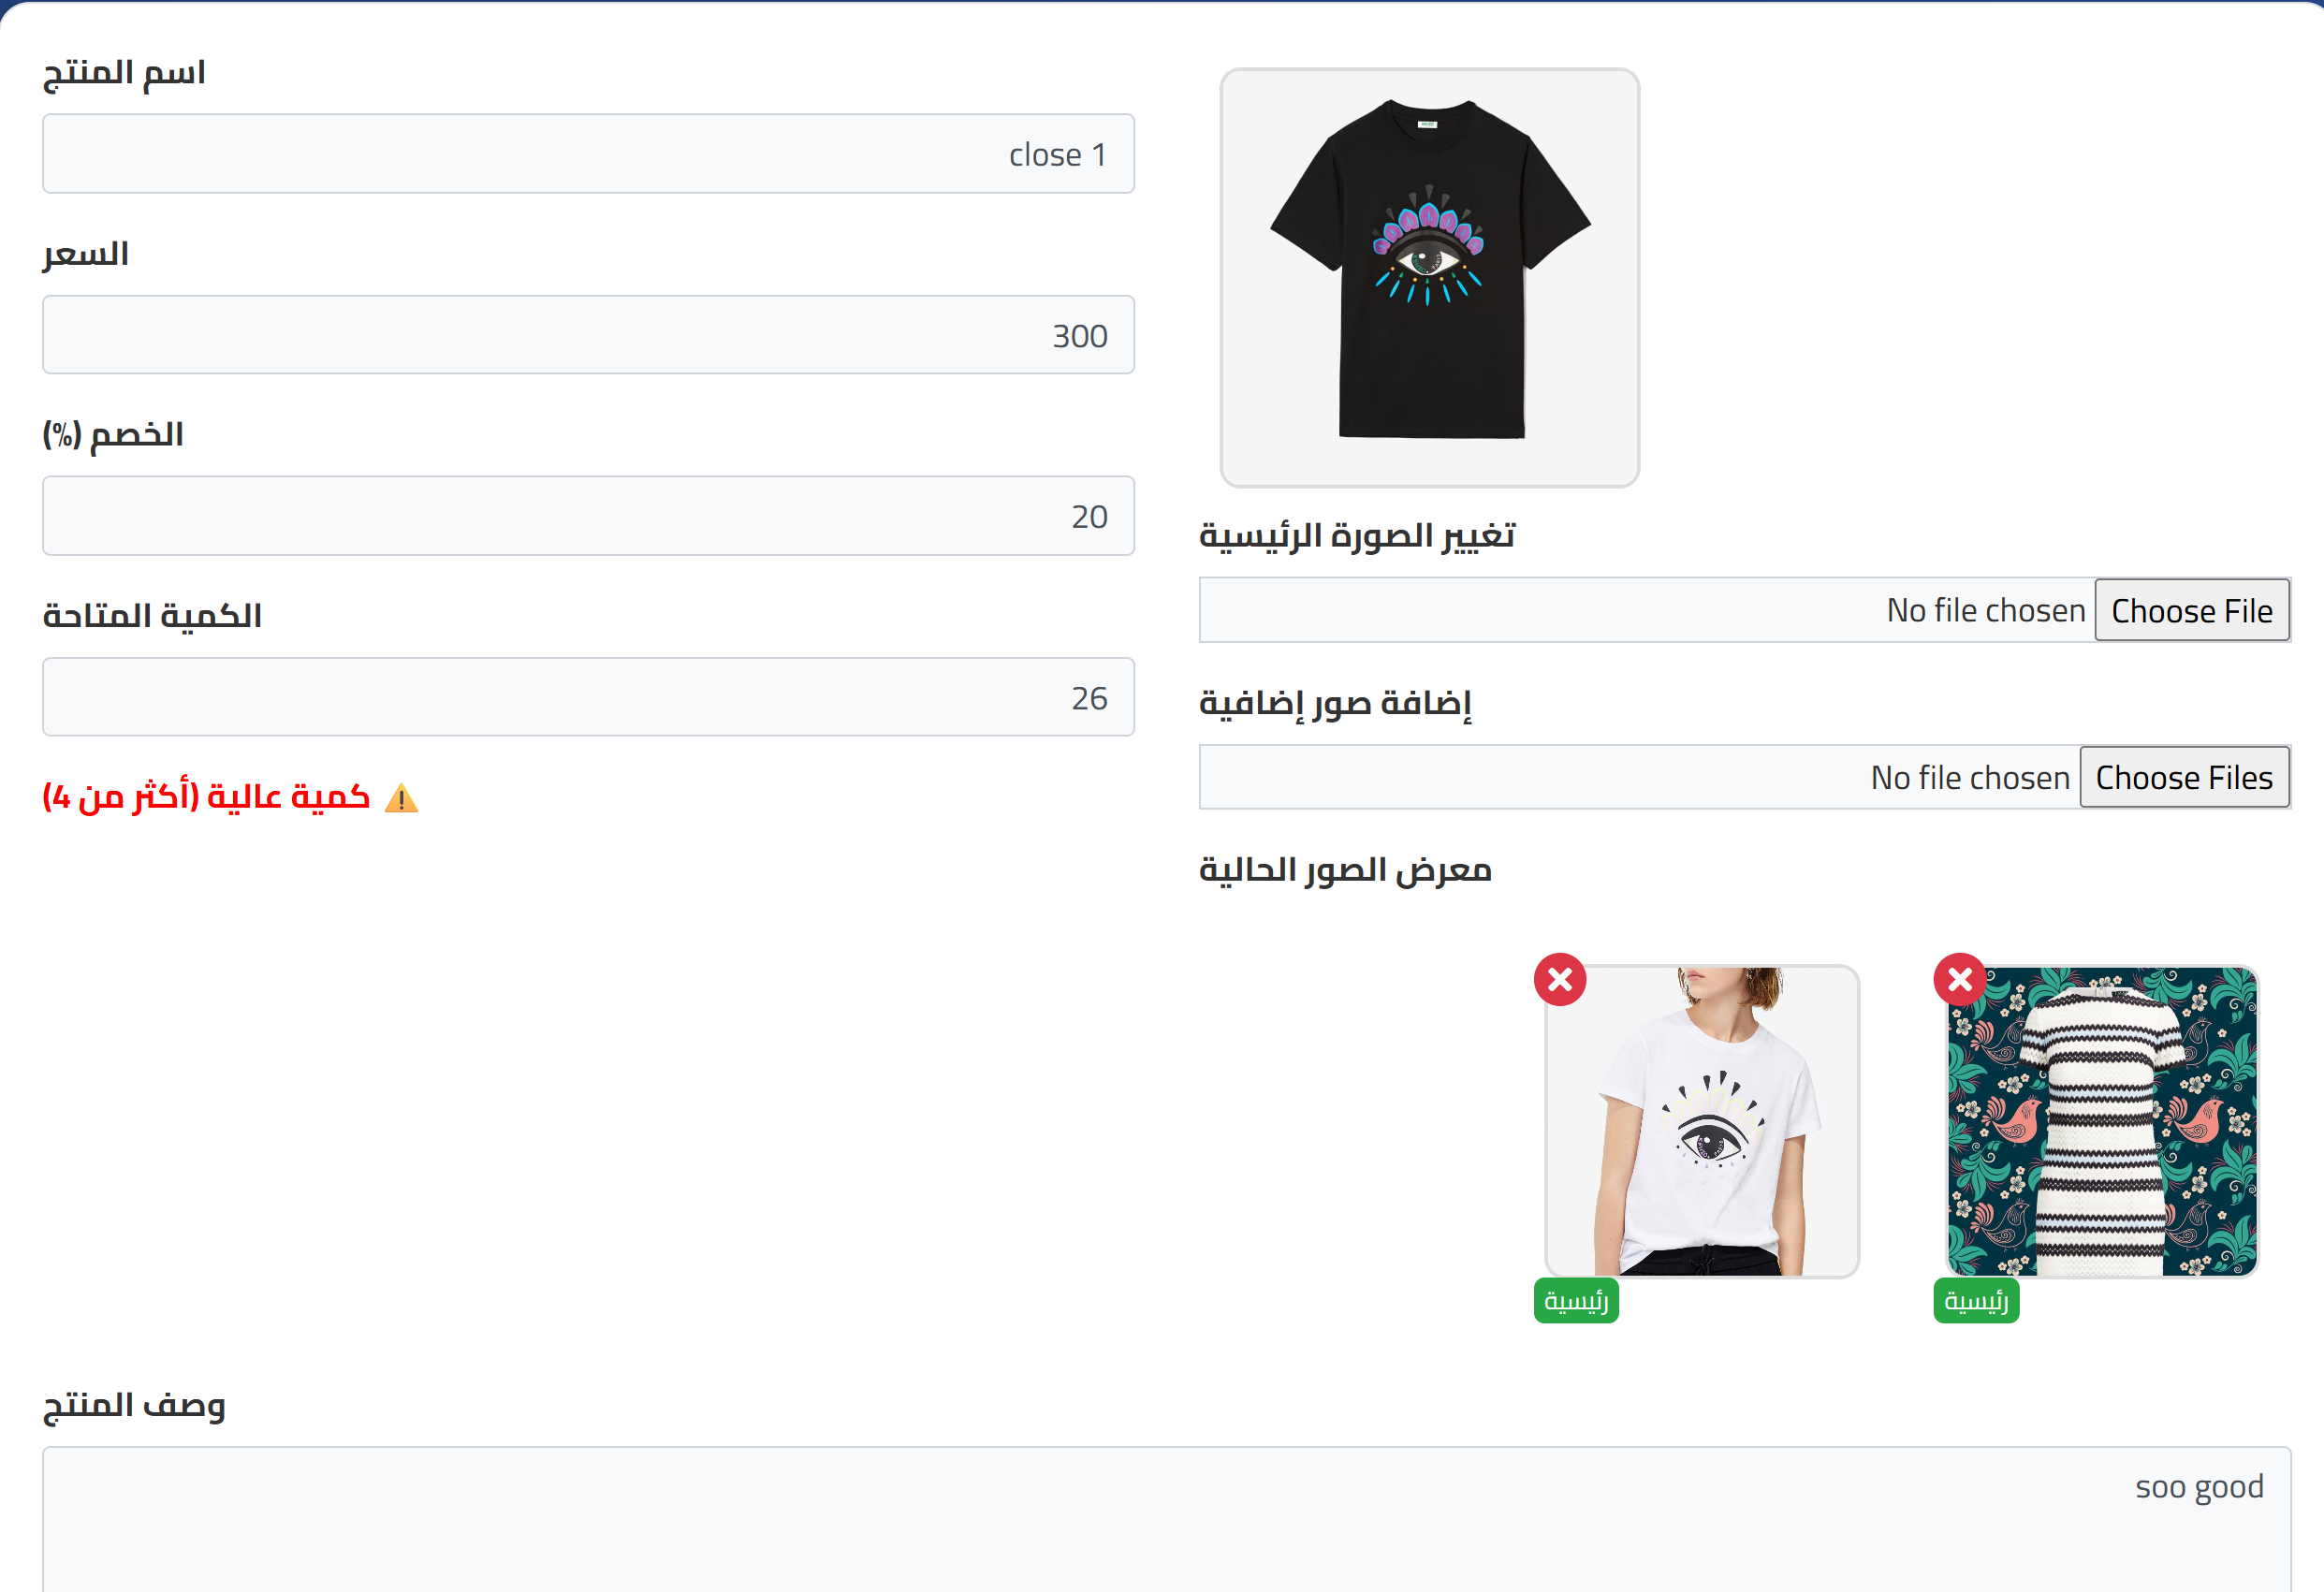 اسم المنتج
close 1
السعر
300
الخصم (%)
20
الكمية المتاحة
26
⚠️ كمية عالية (أكثر من 4)
تغيير الصورة الرئيسية
Choose File No file chosen
إضافة صور إضافية
Choose Files No file chosen
معرض الصور الحالية
رئيسية
رئيسية
وصف المنتج
soo good